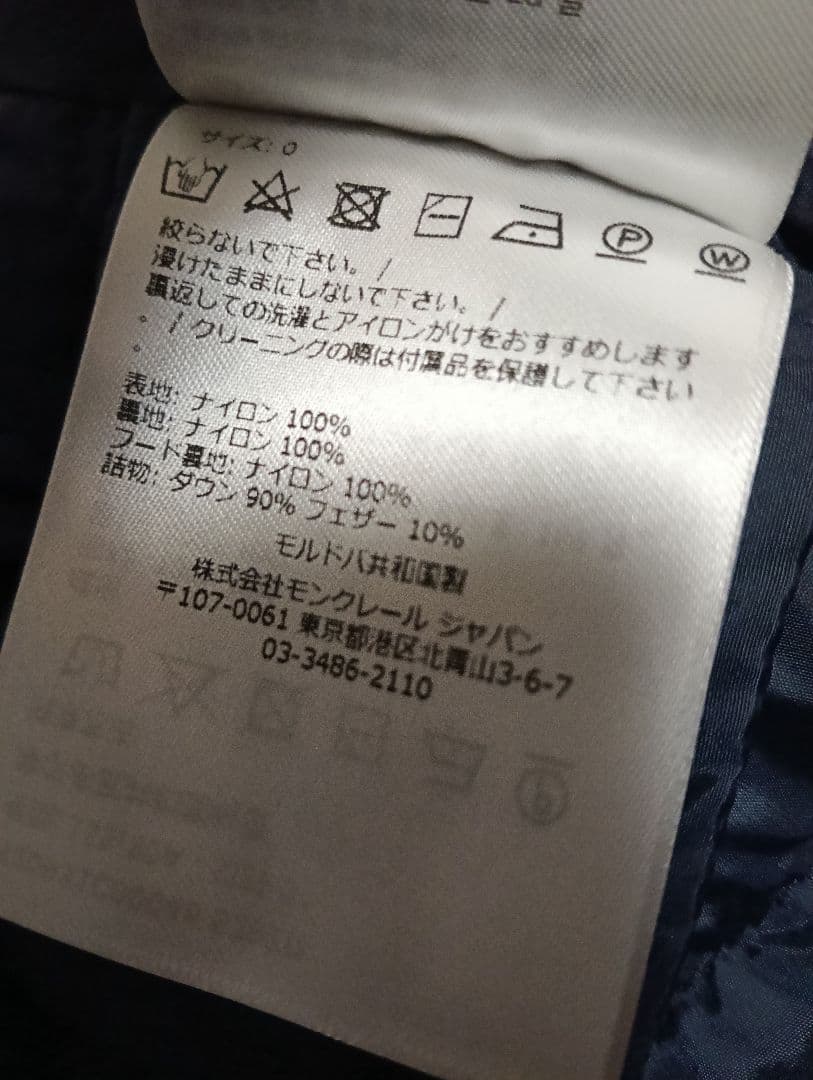 サイズ: 0
P
W
絞らないで下さい。/
浸けたままにしないで下さい。/
裏返しての洗濯とアイロンがけをおすすめします
。/ クリーニングの際は付属品を保護して下さい
。
表地: ナイロン 100%
裏地: ナイロン 100%
フード裏地: ナイロン 100%
詰物: ダウン 90% フェザー 10%
モルドバ共和国製
株式会社モンクレール ジャパン
〒107-0061 東京都港区北青山3-6-7
03-3486-2110